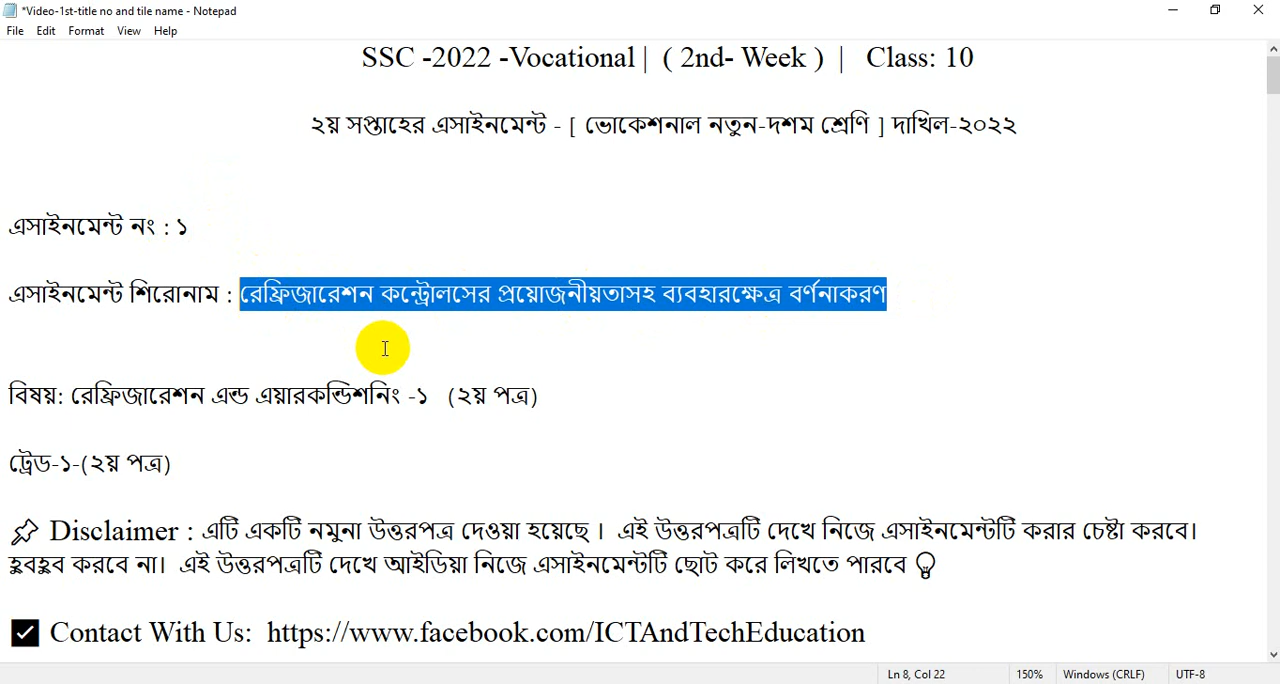 *Video-1st-title no and tile name - Notepad
File Edit Format View Help
SSC -2022 -Vocational | ( 2nd- Week ) | Class: 10
২য় সপ্তাহের এসাইনমেন্ট - [ ভোকেশনাল নতুন-দশম শ্রেণি ] দাখিল-২০২২
এসাইনমেন্ট নং : ১
এসাইনমেন্ট শিরোনাম : রেফ্রিজারেশন কন্ট্রোলসের প্রয়োজনীয়তাসহ ব্যবহারক্ষেত্র বর্ণনাকরণ
বিষয়: রেফ্রিজারেশন এন্ড এয়ারকন্ডিশনিং -১ (২য় পত্র)
ট্রেড-১-(২য় পত্র)
📌 Disclaimer : এটি একটি নমুনা উত্তরপত্র দেওয়া হয়েছে । এই উত্তরপত্রটি দেখে নিজে এসাইনমেন্টটি করার চেষ্টা করবে।
হুবহুব করবে না। এই উত্তরপত্রটি দেখে আইডিয়া নিজে এসাইনমেন্টটি ছোট করে লিখতে পারবে 💡
☑ Contact With Us: https://www.facebook.com/ICTAndTechEducation
Ln 8, Col 22 150% Windows (CRLF) UTF-8